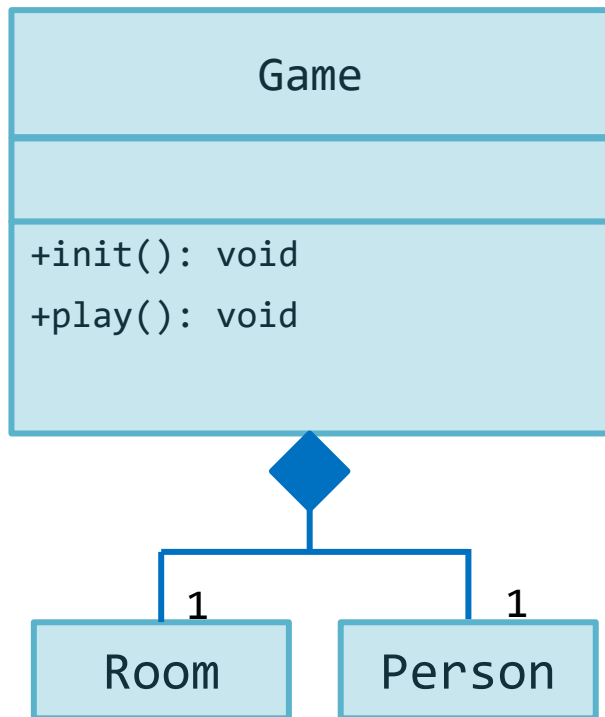 Game
+init(): void
+play(): void
1
1
Room
Person